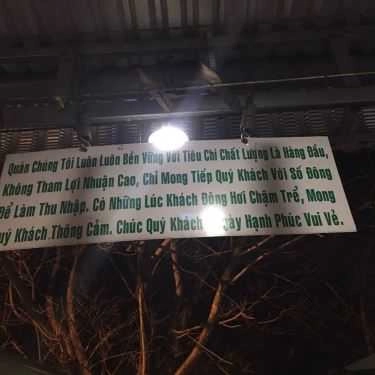 Quán Chúng Tôi Luôn Luôn Bền Vững Với Tiêu Chí Chất Lượng Là Hàng Đầu,
Không Tham Lợi Nhuận Cao, Chỉ Mong Tiếp Quý Khách Với Số Đông
Để Làm Thu Nhập. Có Những Lúc Khách Đông Hơi Chậm Trể, Mong
Quý Khách Thông Cảm. Chúc Quý Khách Ngày Hạnh Phúc Vui Vẻ.